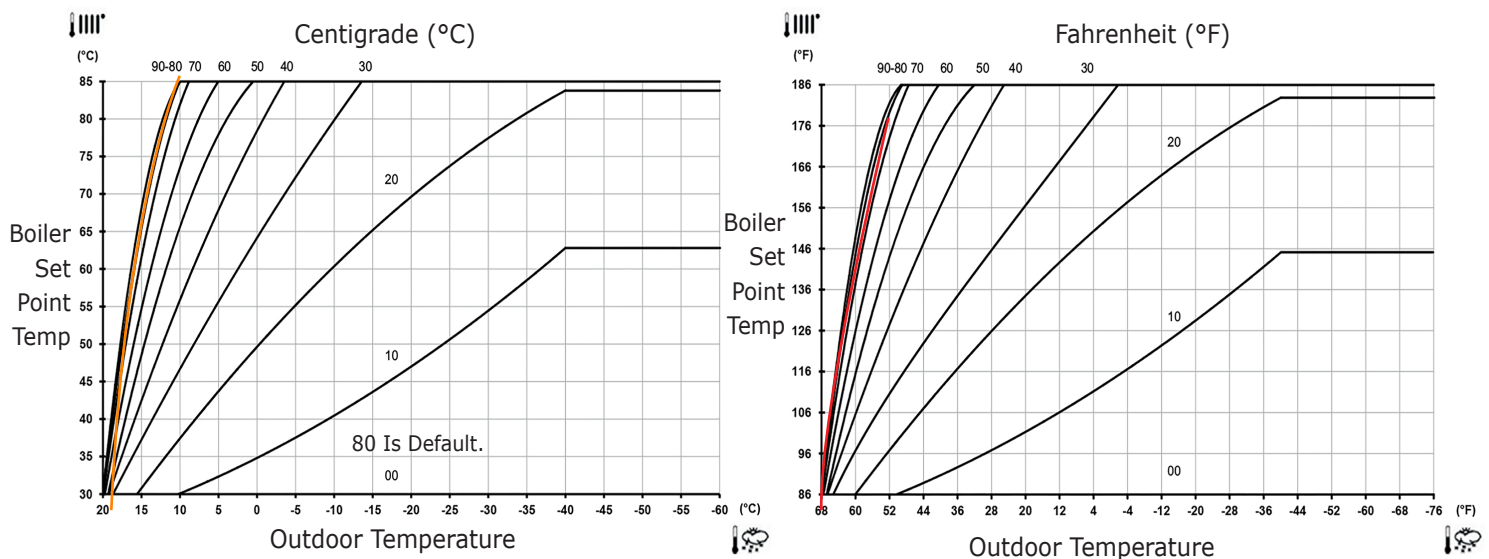 Centigrade (°C)
(°C)
90-80 70 60 50 40 30
85
80
75
70
65
60
55
50
45
40
35
30
20
10
00
Boiler
Set
Point
Temp
80 Is Default.
20 15 10 5 0 -5 -10 -15 -20 -25 -30 -35 -40 -45 -50 -55 -60 (°C)
Outdoor Temperature
Fahrenheit (°F)
(°F)
90-80 70 60 50 40 30
186
176
166
156
146
136
126
116
106
96
86
20
10
00
Boiler
Set
Point
Temp
68 60 52 44 36 28 20 12 4 -4 -12 -20 -28 -36 -44 -52 -60 -68 -76 (°F)
Outdoor Temperature